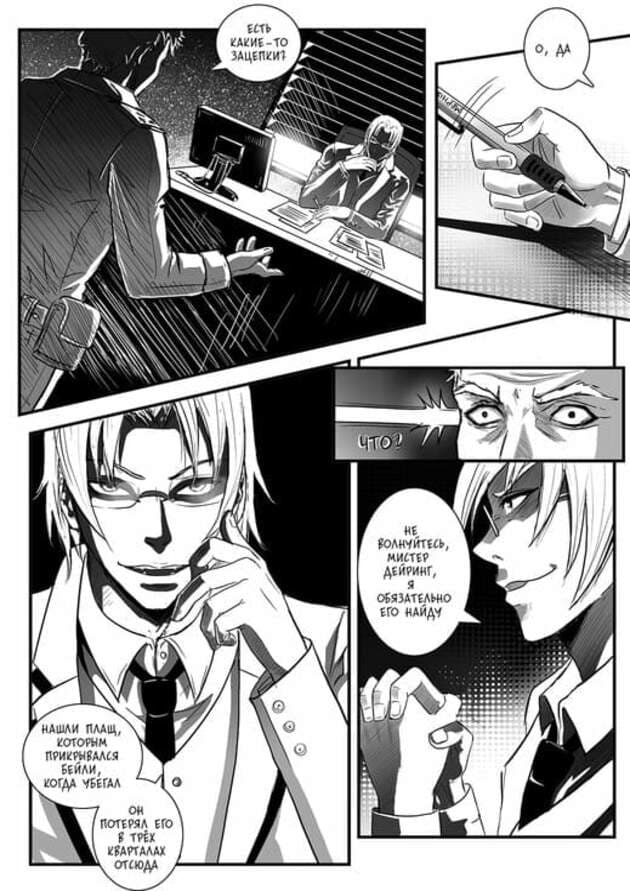 ЕСТЬ
КАКИЕ-ТО
ЗАЦЕПКИ?
О, ДА
ЧТО?
НАШЛИ ПЛАЩ,
КОТОРЫМ
ПРИКРЫВАЛСЯ
БЕЙЛИ,
КОГДА УБЕГАЛ
ОН
ПОТЕРЯЛ ЕГО
В ТРЁХ
КВАРТАЛАХ
ОТСЮДА
НЕ
ВОЛНУЙТЕСЬ,
МИСТЕР
ДЕЙРИНГ,
Я
ОБЯЗАТЕЛЬНО
ЕГО НАЙДУ